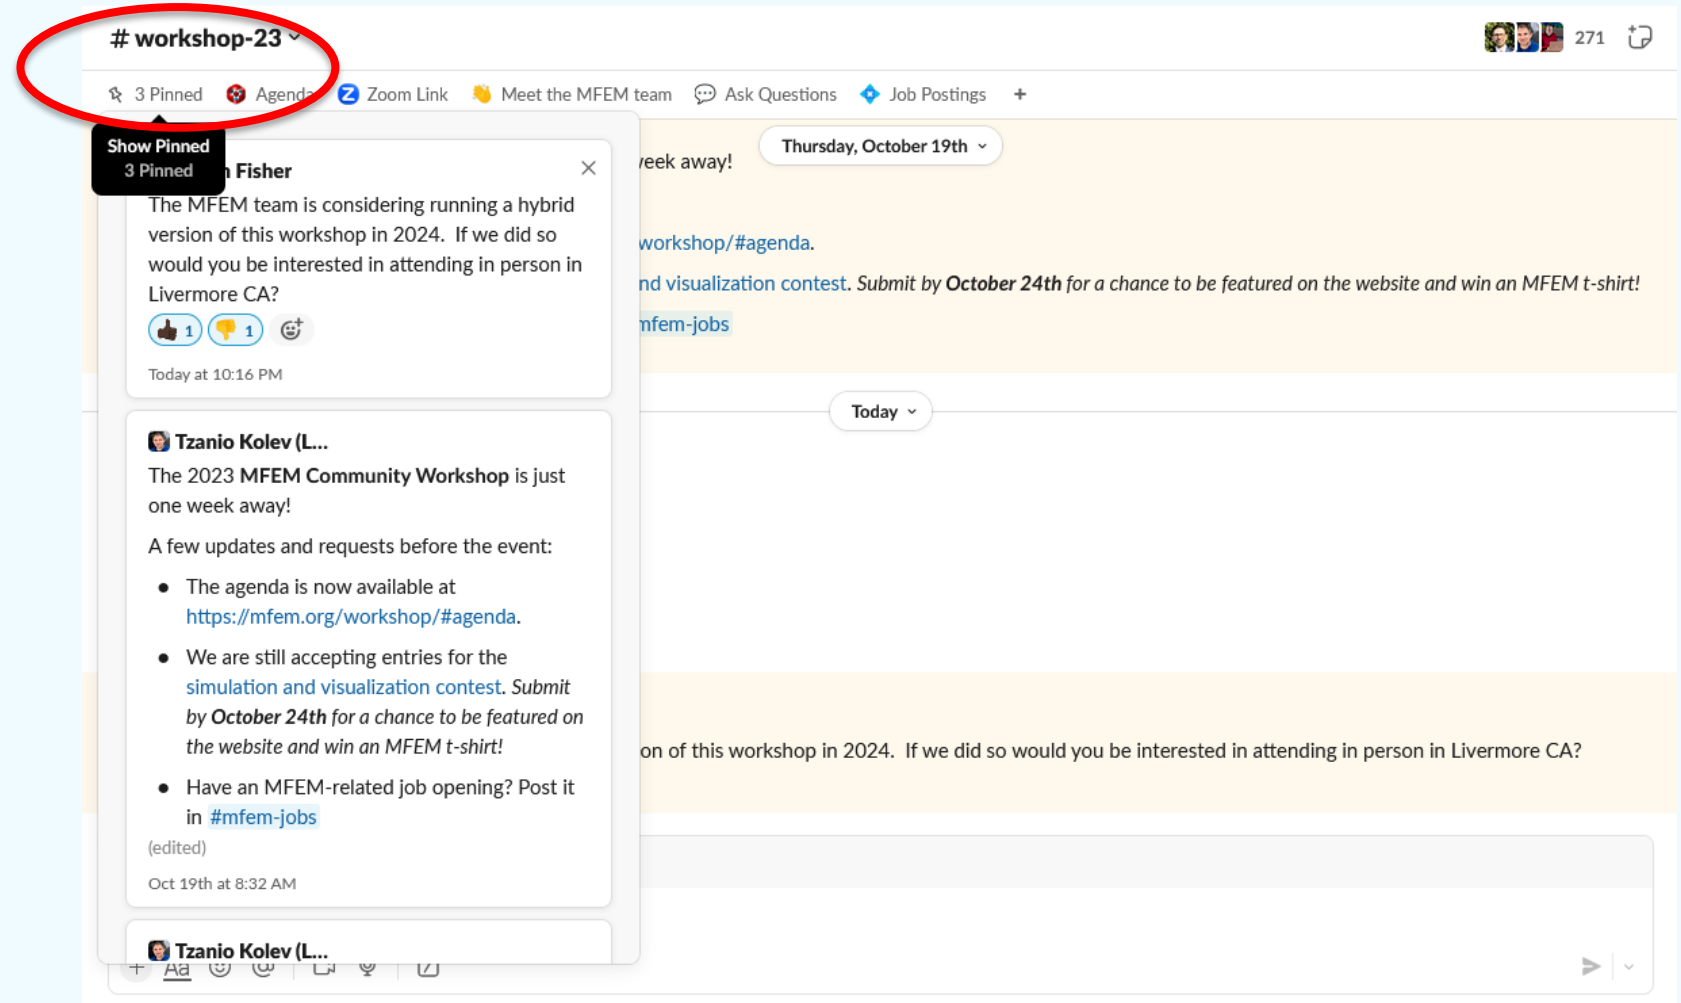 # workshop-23
271
3 Pinned Agenda Zoom Link Meet the MFEM team Ask Questions Job Postings +
Show Pinned
3 Pinned
Fisher
The MFEM team is considering running a hybrid
version of this workshop in 2024. If we did so
would you be interested in attending in person in
Livermore CA?
1 1
Today at 10:16 PM
Tzanio Kolev (L...
The 2023 MFEM Community Workshop is just
one week away!
A few updates and requests before the event:
● The agenda is now available at
https://mfem.org/workshop/#agenda.
● We are still accepting entries for the
simulation and visualization contest. Submit
by October 24th for a chance to be featured on
the website and win an MFEM t-shirt!
● Have an MFEM-related job opening? Post it
in #mfem-jobs
(edited)
Oct 19th at 8:32 AM
Tzanio Kolev (L...
Thursday, October 19th
away!
workshop/#agenda.
visualization contest. Submit by October 24th for a chance to be featured on the website and win an MFEM t-shirt!
mfem-jobs
Today
on of this workshop in 2024. If we did so would you be interested in attending in person in Livermore CA?
Aa